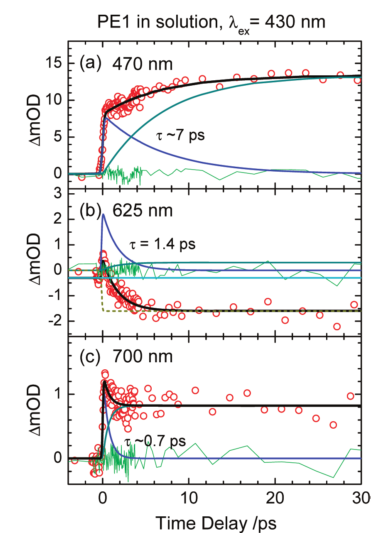 PE1 in solution, λex= 430 nm
(a) 470 nm
15
10
5
0
ΔmOD
τ ~7 ps
(b) 625 nm
3
2
1
0
-1
-2
ΔmOD
τ = 1.4 ps
(c) 700 nm
1
0
ΔmOD
τ ~0.7 ps
0 10 20 30
Time Delay /ps